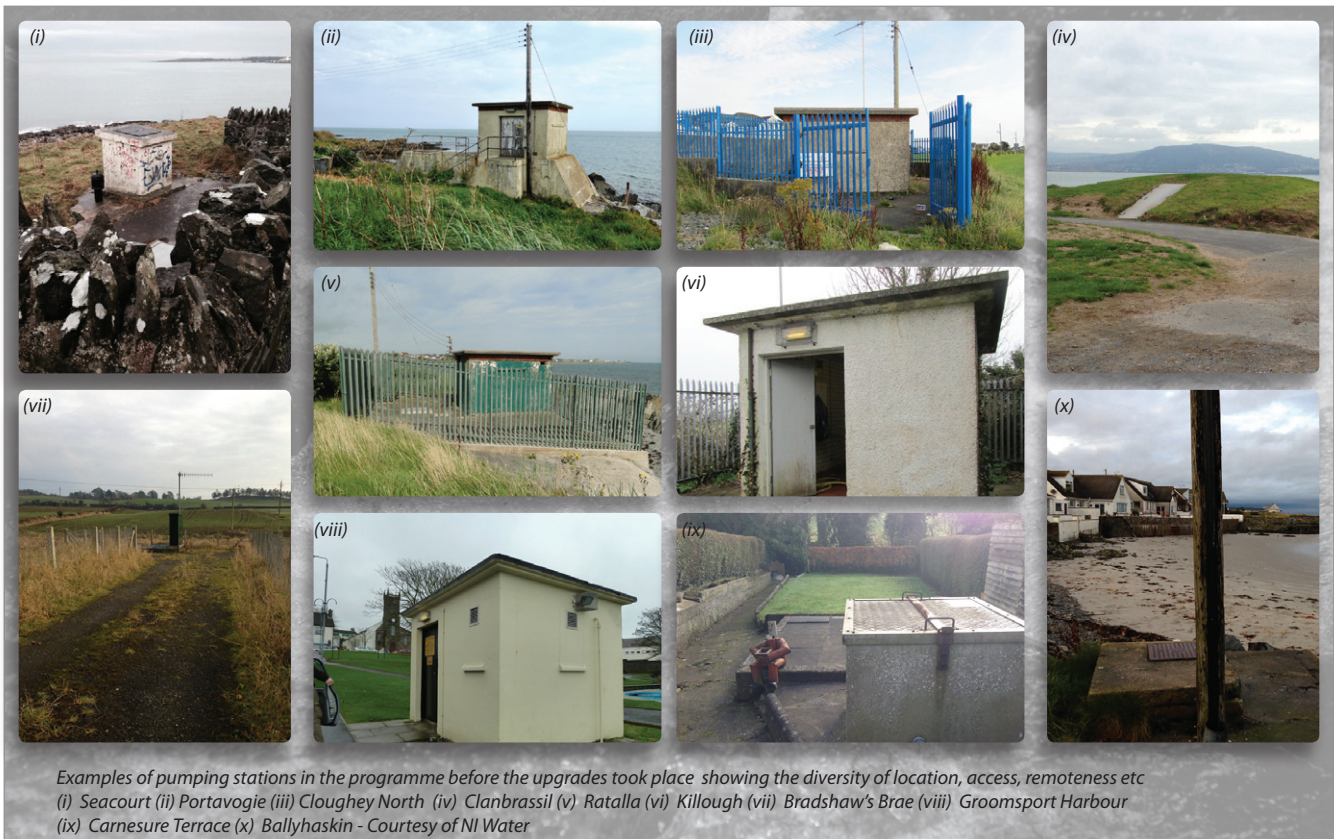 (i)
(ii)
(iii)
(iv)
(v)
(vi)
(vii)
(viii)
(ix)
(x)
Examples of pumping stations in the programme before the upgrades took place showing the diversity of location, access, remoteness etc
(i) Seacourt (ii) Portavogie (iii) Cloughey North (iv) Clanbrassil (v) Ratalla (vi) Killough (vii) Bradshaw's Brae (viii) Groomsport Harbour
(ix) Carnesure Terrace (x) Ballyhaskin - Courtesy of NI Water